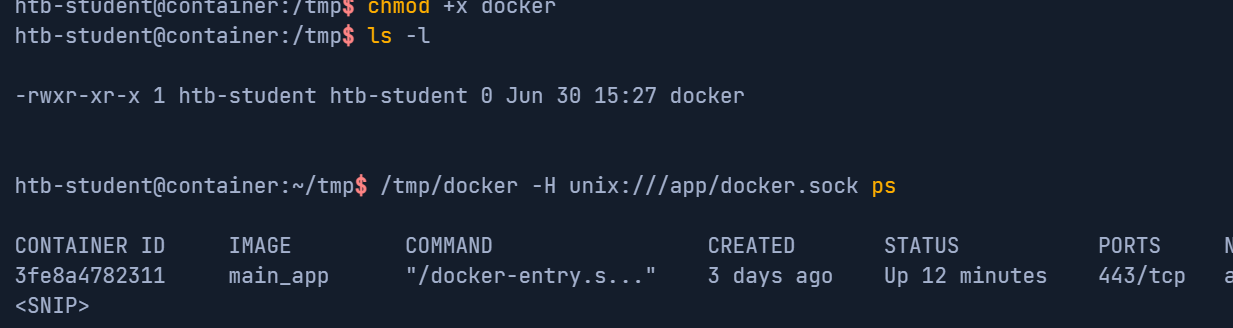 htb-student@container:/tmp$ chmod +x docker
htb-student@container:/tmp$ ls -l
-rwxr-xr-x 1 htb-student htb-student 0 Jun 30 15:27 docker
htb-student@container:~/tmp$ /tmp/docker -H unix:///app/docker.sock ps
CONTAINER ID IMAGE COMMAND CREATED STATUS PORTS
3fe8a4782311 main_app "/docker-entry.s..." 3 days ago Up 12 minutes 443/tcp
<SNIP>